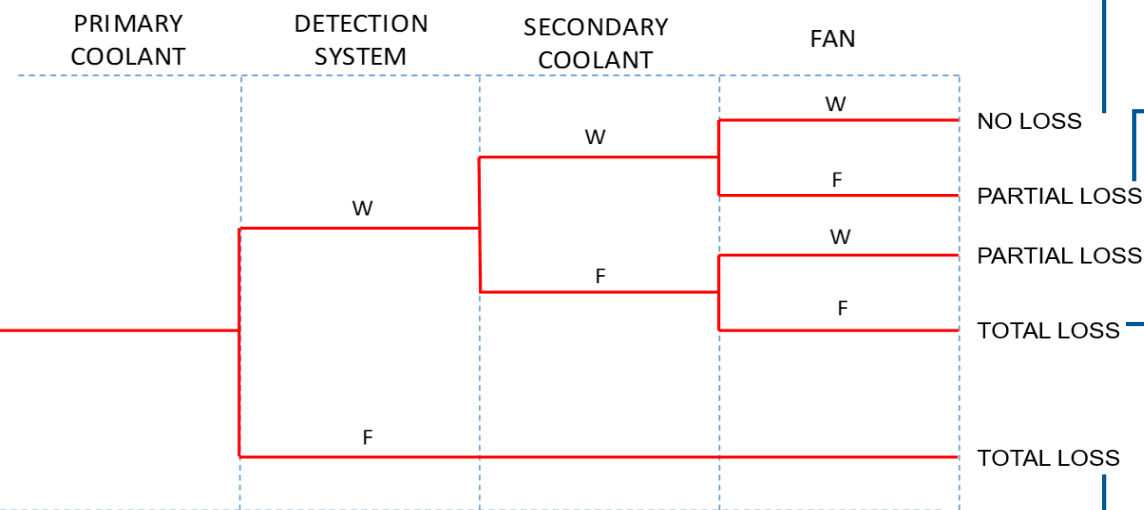 PRIMARY
COOLANT
DETECTION
SYSTEM
SECONDARY
COOLANT
FAN
W
NO LOSS
W
F
PARTIAL LOSS
W
W
PARTIAL LOSS
F
F
TOTAL LOSS
F
TOTAL LOSS